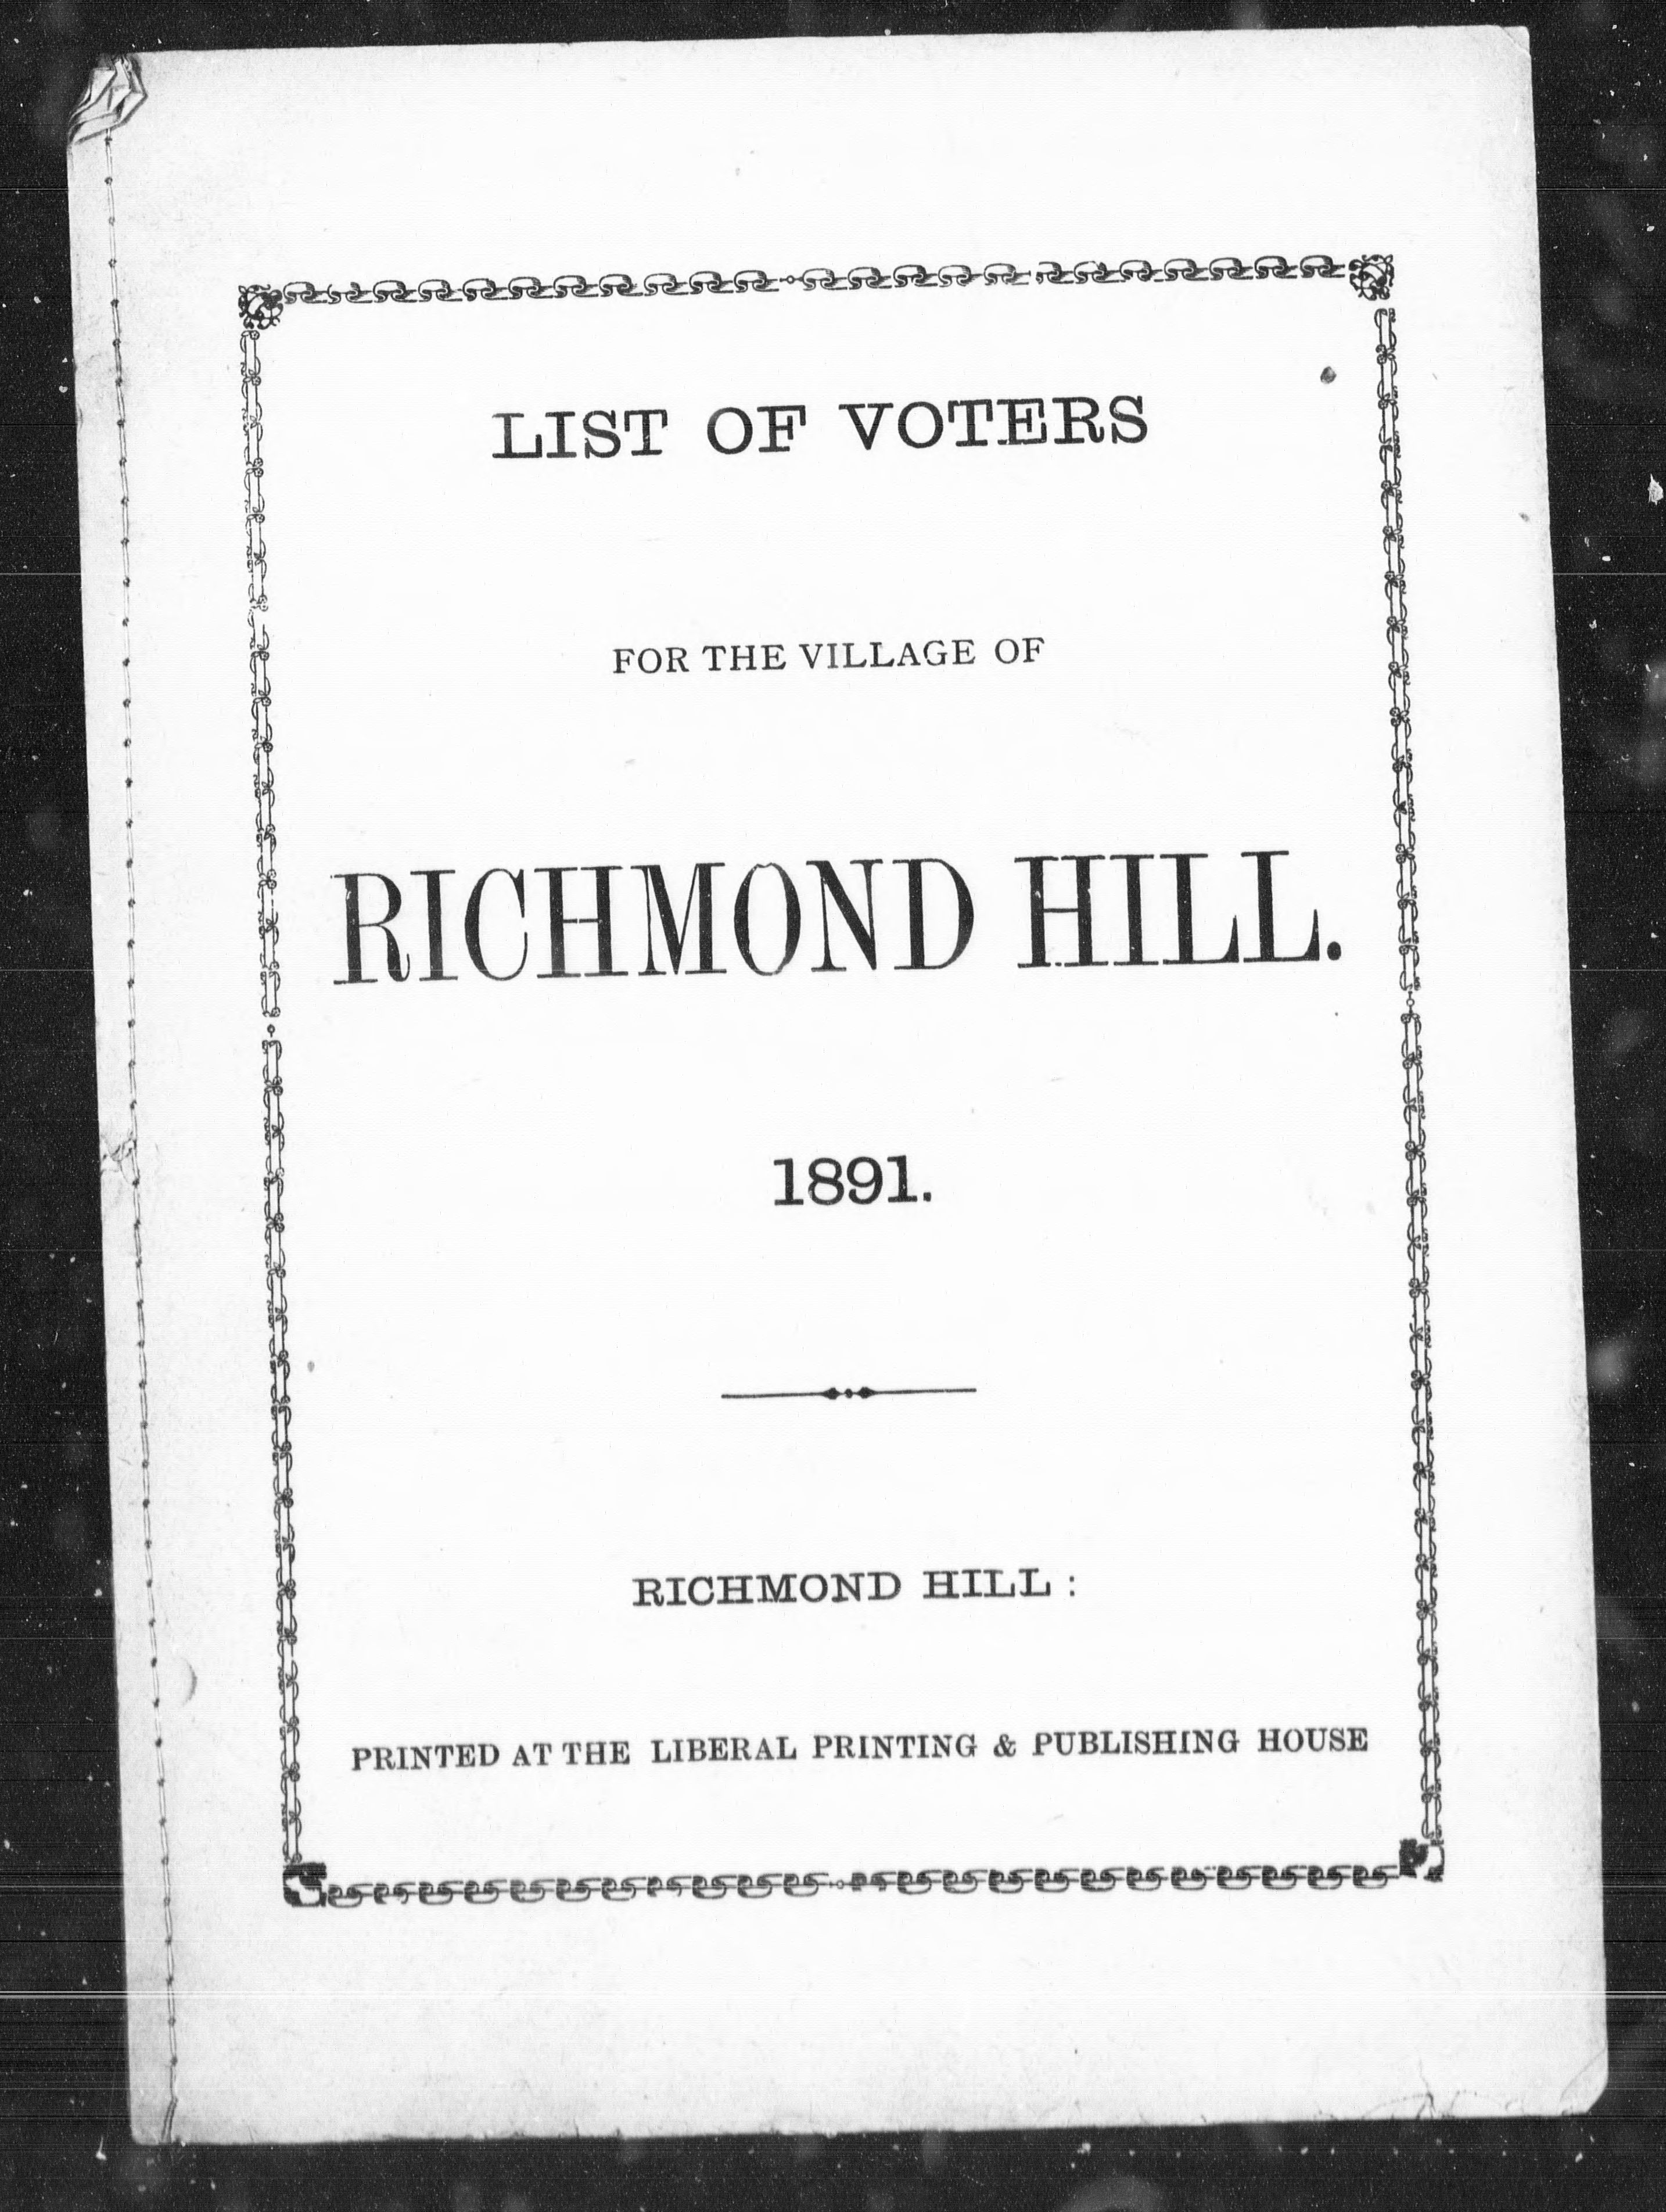 LIST OF VOTERS
FOR THE VILLAGE OF
RICHMOND HILL.
1891.
RICHMOND HILL :
PRINTED AT THE LIBERAL PRINTING & PUBLISHING HOUSE